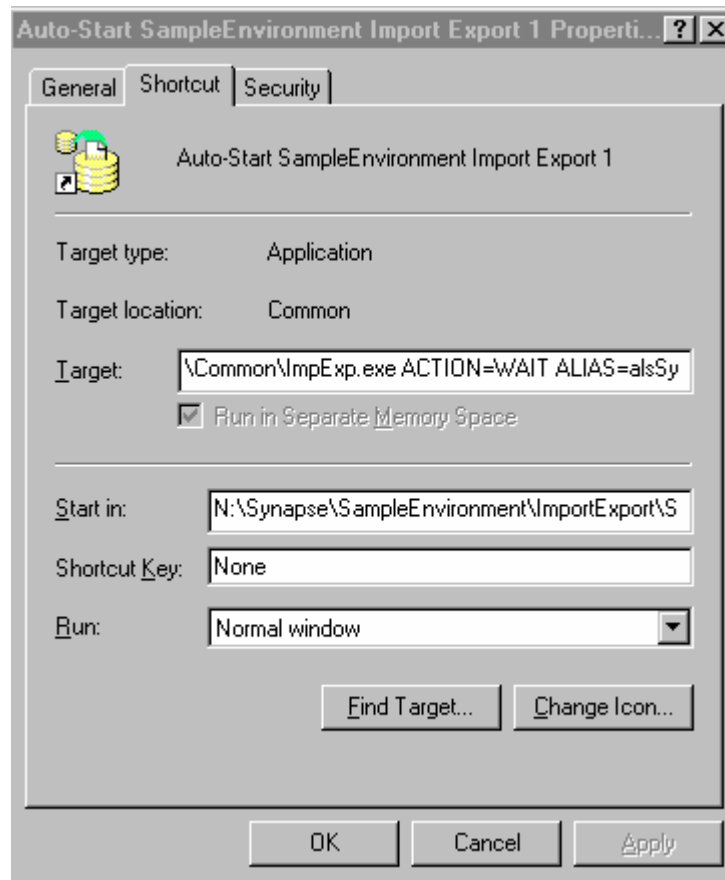 Auto-Start SampleEnvironment Import Export 1 Properti... ? X
General Shortcut Security
Auto-Start SampleEnvironment Import Export 1
Target type: Application
Target location: Common
Target: \Common\ImpExp.exe ACTION=WAIT ALIAS=alsSy
Run in Separate Memory Space
Start in: N:\Synapse\SampleEnvironment\ImportExport\S
Shortcut Key: None
Run: Normal window
Find Target... Change Icon...
OK Cancel Apply